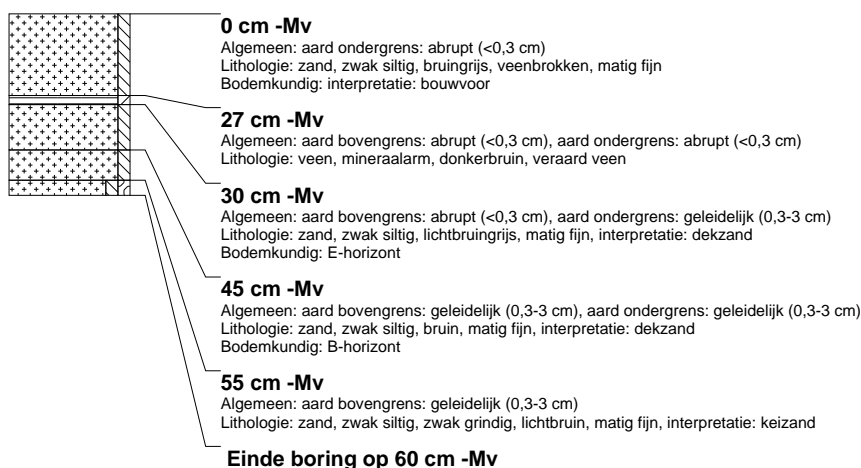 0 cm -Mv
Algemeen: aard ondergrens: abrupt (<0,3 cm)
Lithologie: zand, zwak siltig, bruingrijs, veenbrokken, matig fijn
Bodemkundig: interpretatie: bouwvoor
27 cm -Mv
Algemeen: aard bovengrens: abrupt (<0,3 cm), aard ondergrens: abrupt (<0,3 cm)
Lithologie: veen, mineraalarm, donkerbruin, veraard veen
30 cm -Mv
Algemeen: aard bovengrens: abrupt (<0,3 cm), aard ondergrens: geleidelijk (0,3-3 cm)
Lithologie: zand, zwak siltig, lichtbruingrijs, matig fijn, interpretatie: dekzand
Bodemkundig: E-horizont
45 cm -Mv
Algemeen: aard bovengrens: geleidelijk (0,3-3 cm), aard ondergrens: geleidelijk (0,3-3 cm)
Lithologie: zand, zwak siltig, bruin, matig fijn, interpretatie: dekzand
Bodemkundig: B-horizont
55 cm -Mv
Algemeen: aard bovengrens: geleidelijk (0,3-3 cm)
Lithologie: zand, zwak siltig, zwak grindig, lichtbruin, matig fijn, interpretatie: keizand
Einde boring op 60 cm -Mv